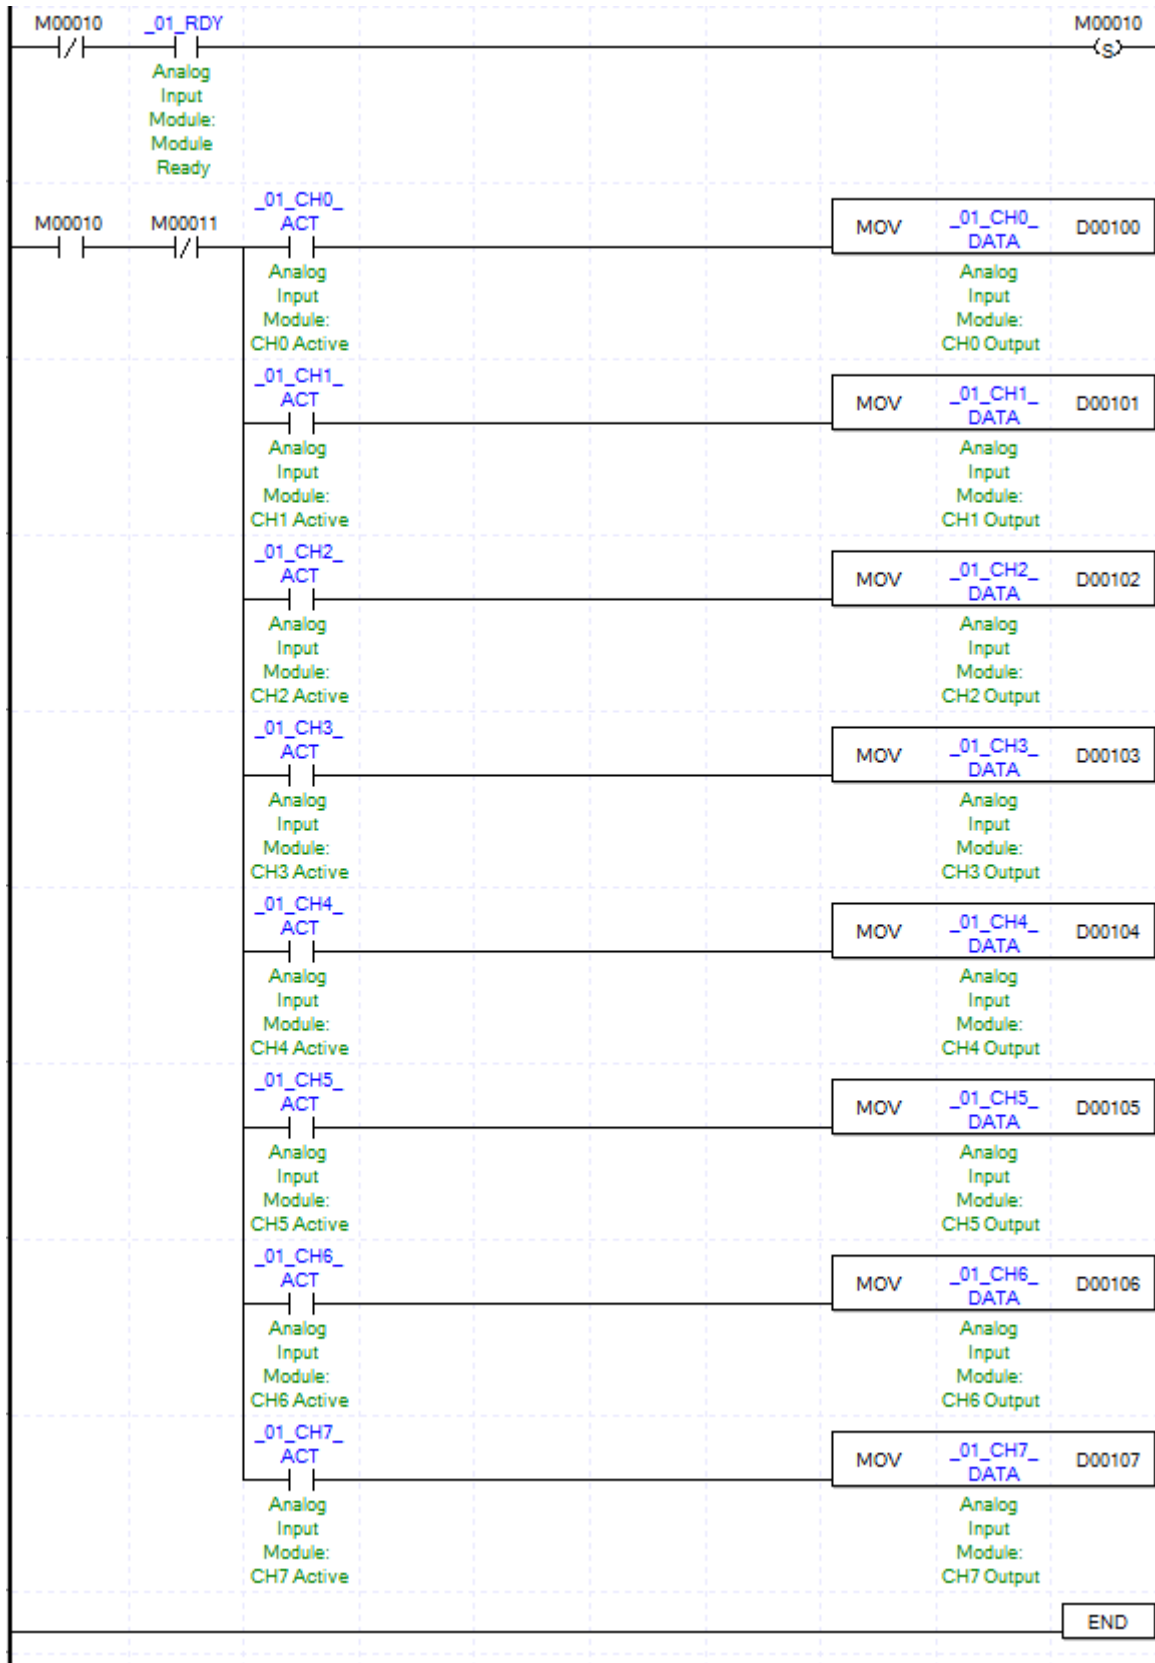 M00010 _01_RDY M00010
S
Analog
Input
Module:
Module
Ready
_01_CH0_
M00010 M00011 ACT MOV _01_CH0_ D00100
DATA
Analog Analog
Input Input
Module: Module:
CH0 Active CH0 Output
_01_CH1_
ACT MOV _01_CH1_ D00101
DATA
Analog Analog
Input Input
Module: Module:
CH1 Active CH1 Output
_01_CH2_
ACT MOV _01_CH2_ D00102
DATA
Analog Analog
Input Input
Module: Module:
CH2 Active CH2 Output
_01_CH3_
ACT MOV _01_CH3_ D00103
DATA
Analog Analog
Input Input
Module: Module:
CH3 Active CH3 Output
_01_CH4_
ACT MOV _01_CH4_ D00104
DATA
Analog Analog
Input Input
Module: Module:
CH4 Active CH4 Output
_01_CH5_
ACT MOV _01_CH5_ D00105
DATA
Analog Analog
Input Input
Module: Module:
CH5 Active CH5 Output
_01_CH6_
ACT MOV _01_CH6_ D00106
DATA
Analog Analog
Input Input
Module: Module:
CH6 Active CH6 Output
_01_CH7_
ACT MOV _01_CH7_ D00107
DATA
Analog Analog
Input Input
Module: Module:
CH7 Active CH7 Output
END